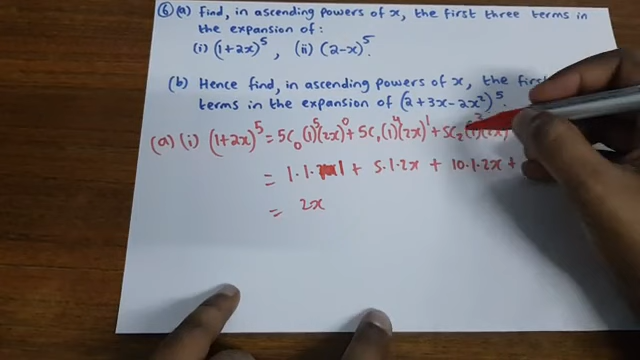 ⑥ (a) find, in ascending powers of x, the first three terms in
the expansion of:
(i) (1+2x)⁵ , (ii) (2-x)⁵.
(b) Hence find, in ascending powers of x, the
terms in the expansion of (2+3x-2x²)⁵.
(a) (i) (1+2x)⁵ = 5C₀(1)⁵(2x)⁰ + 5C₁(1)⁴(2x)¹ + 5C₂(1)³(2x)
= 1.1.1 + 5.1.2x + 10.1.2x +
= 2x